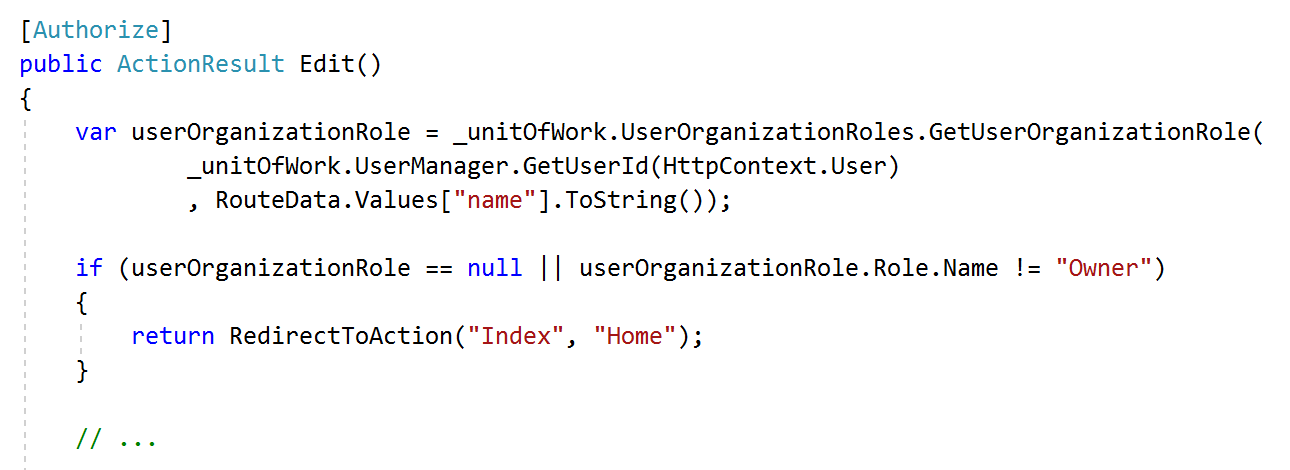 [Authorize]
public ActionResult Edit()
{
    var userOrganizationRole = _unitOfWork.UserOrganizationRoles.GetUserOrganizationRole(
            _unitOfWork.UserManager.GetUserId(HttpContext.User)
            , RouteData.Values["name"].ToString());

    if (userOrganizationRole == null || userOrganizationRole.Role.Name != "Owner")
    {
        return RedirectToAction("Index", "Home");
    }

    // ...